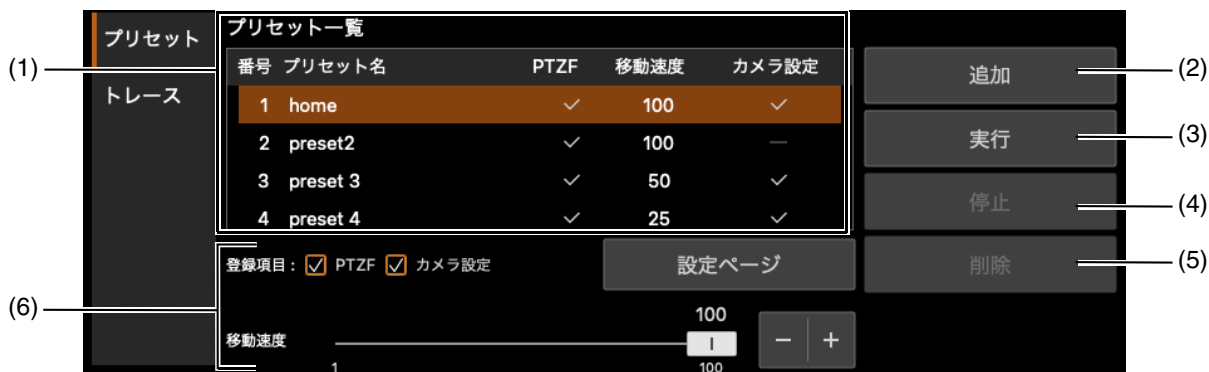 プリセット
トレース
プリセット一覧
番号 プリセット名 PTZF 移動速度 カメラ設定
1 home ✓ 100 ✓
2 preset2 ✓ 100 —
3 preset 3 ✓ 50 ✓
4 preset 4 ✓ 25 ✓
追加
実行
停止
削除
登録項目 : PTZF カメラ設定
設定ページ
100
移動速度
− +
1 100
(1)
(2)
(3)
(4)
(5)
(6)